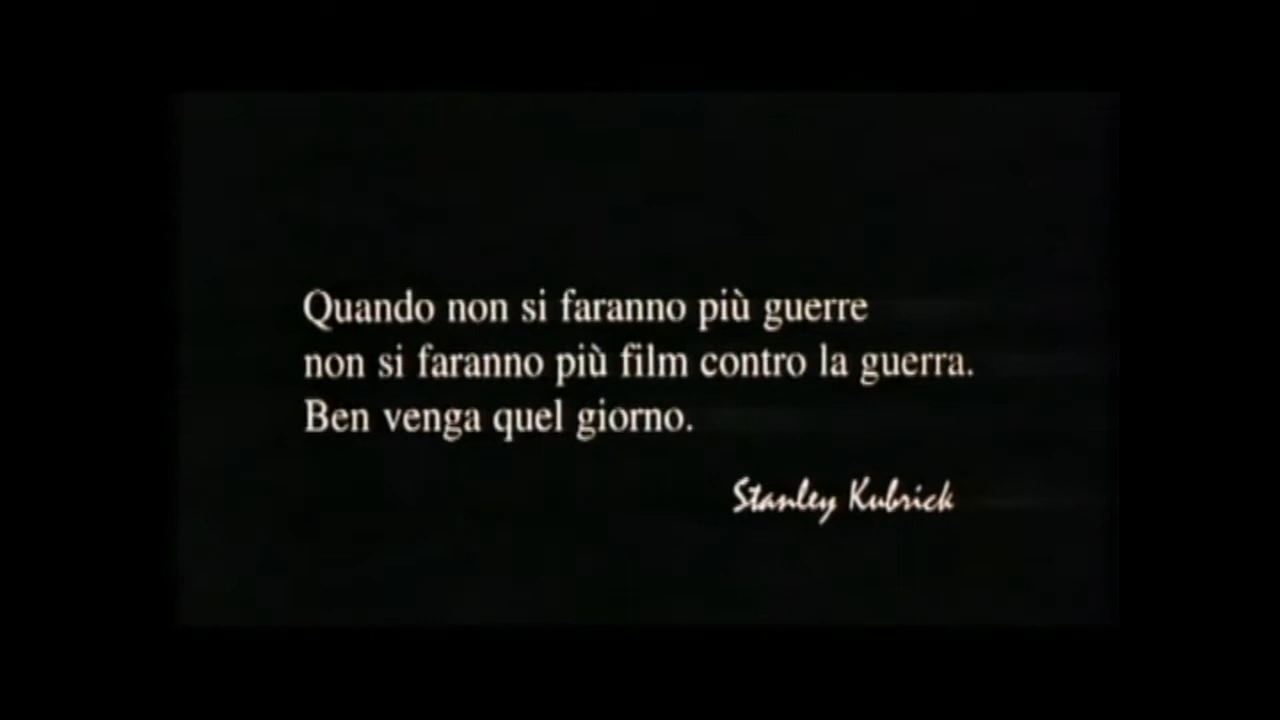 Quando non si faranno più guerre
non si faranno più film contro la guerra.
Ben venga quel giorno.
Stanley Kubrick